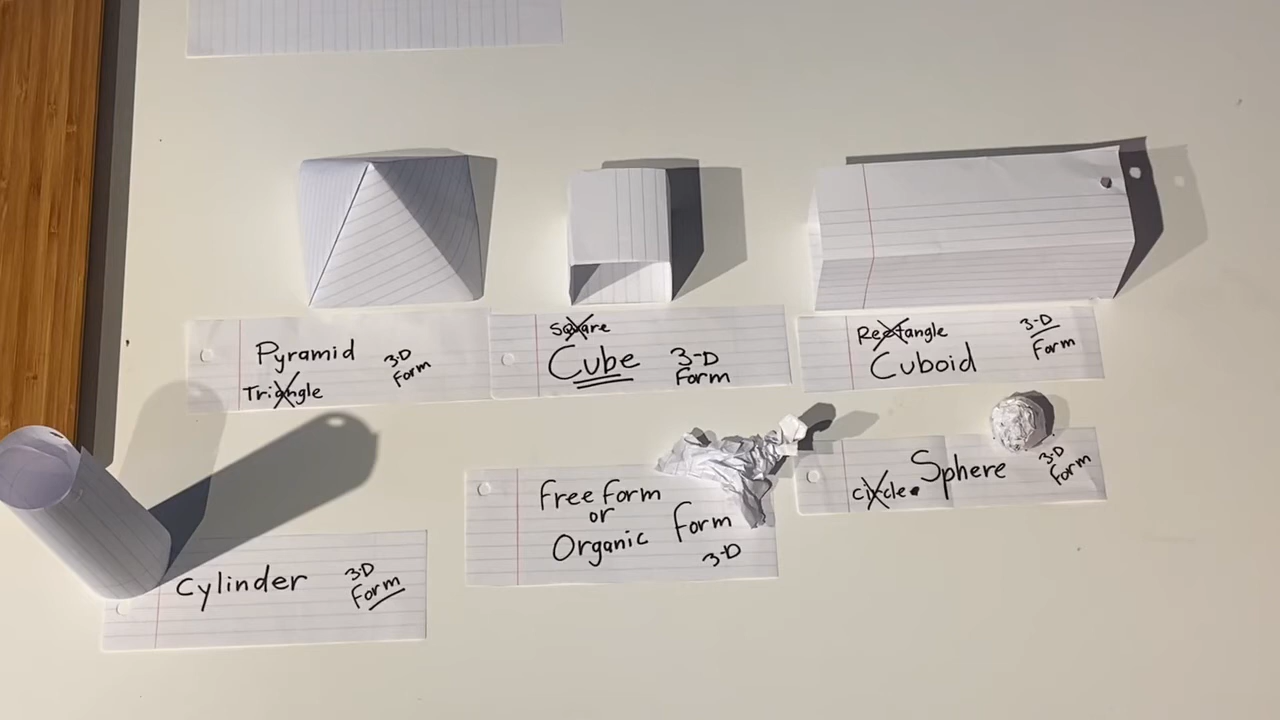 Pyramid 3-D Form
Triangle
Square
Cube 3-D Form
Rectangle
Cuboid 3-D Form
Cylinder 3-D Form
free form
or
Organic form
3-D
circle Sphere 3-D Form